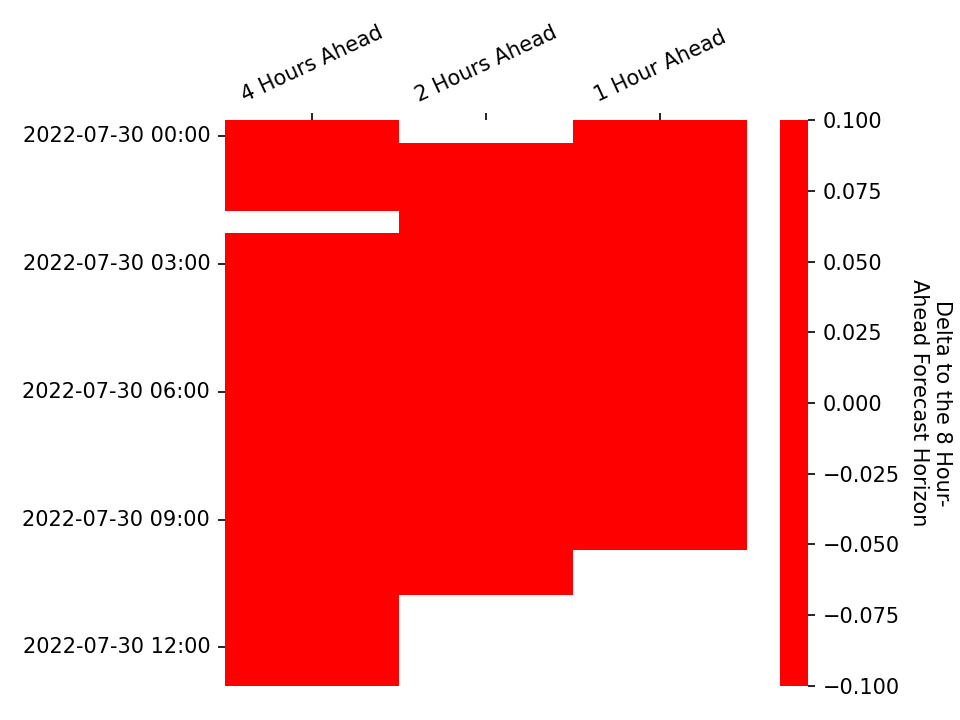 4 Hours Ahead
2 Hours Ahead
1 Hour Ahead
2022-07-30 00:00
2022-07-30 03:00
2022-07-30 06:00
2022-07-30 09:00
2022-07-30 12:00
0.100
0.075
0.050
0.025
0.000
−0.025
−0.050
−0.075
−0.100
Delta to the 8 Hour-
Ahead Forecast Horizon